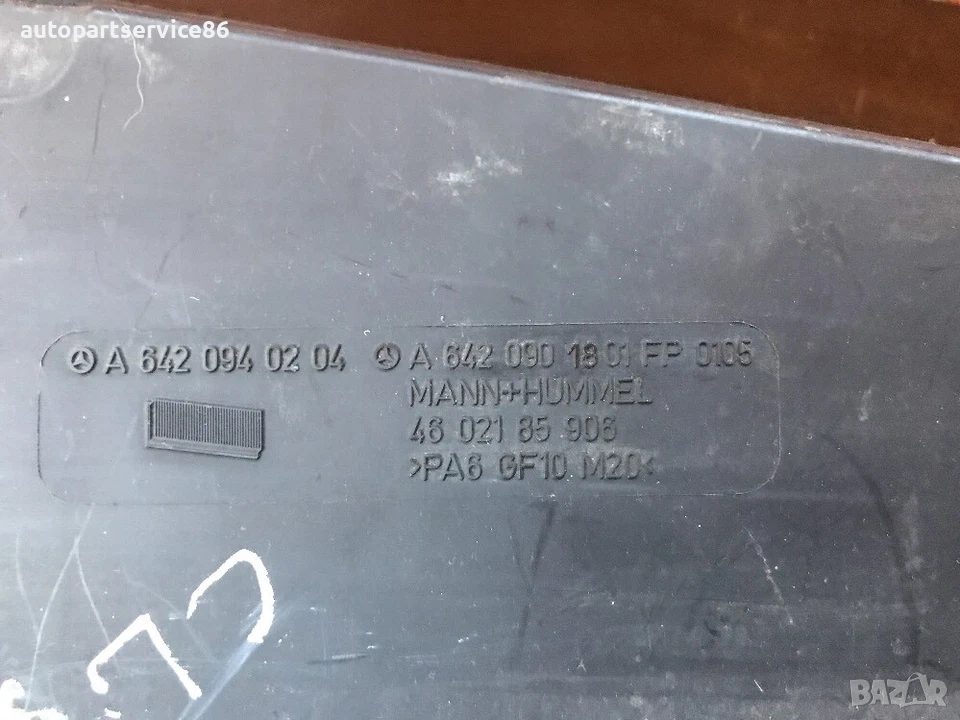 autopartservice86
A 642 094 02 04 A 642 090 18 01 FP 0105
MANN+HUMMEL
46 021 85 906
>PA6 GF10 M20<
BAZAR